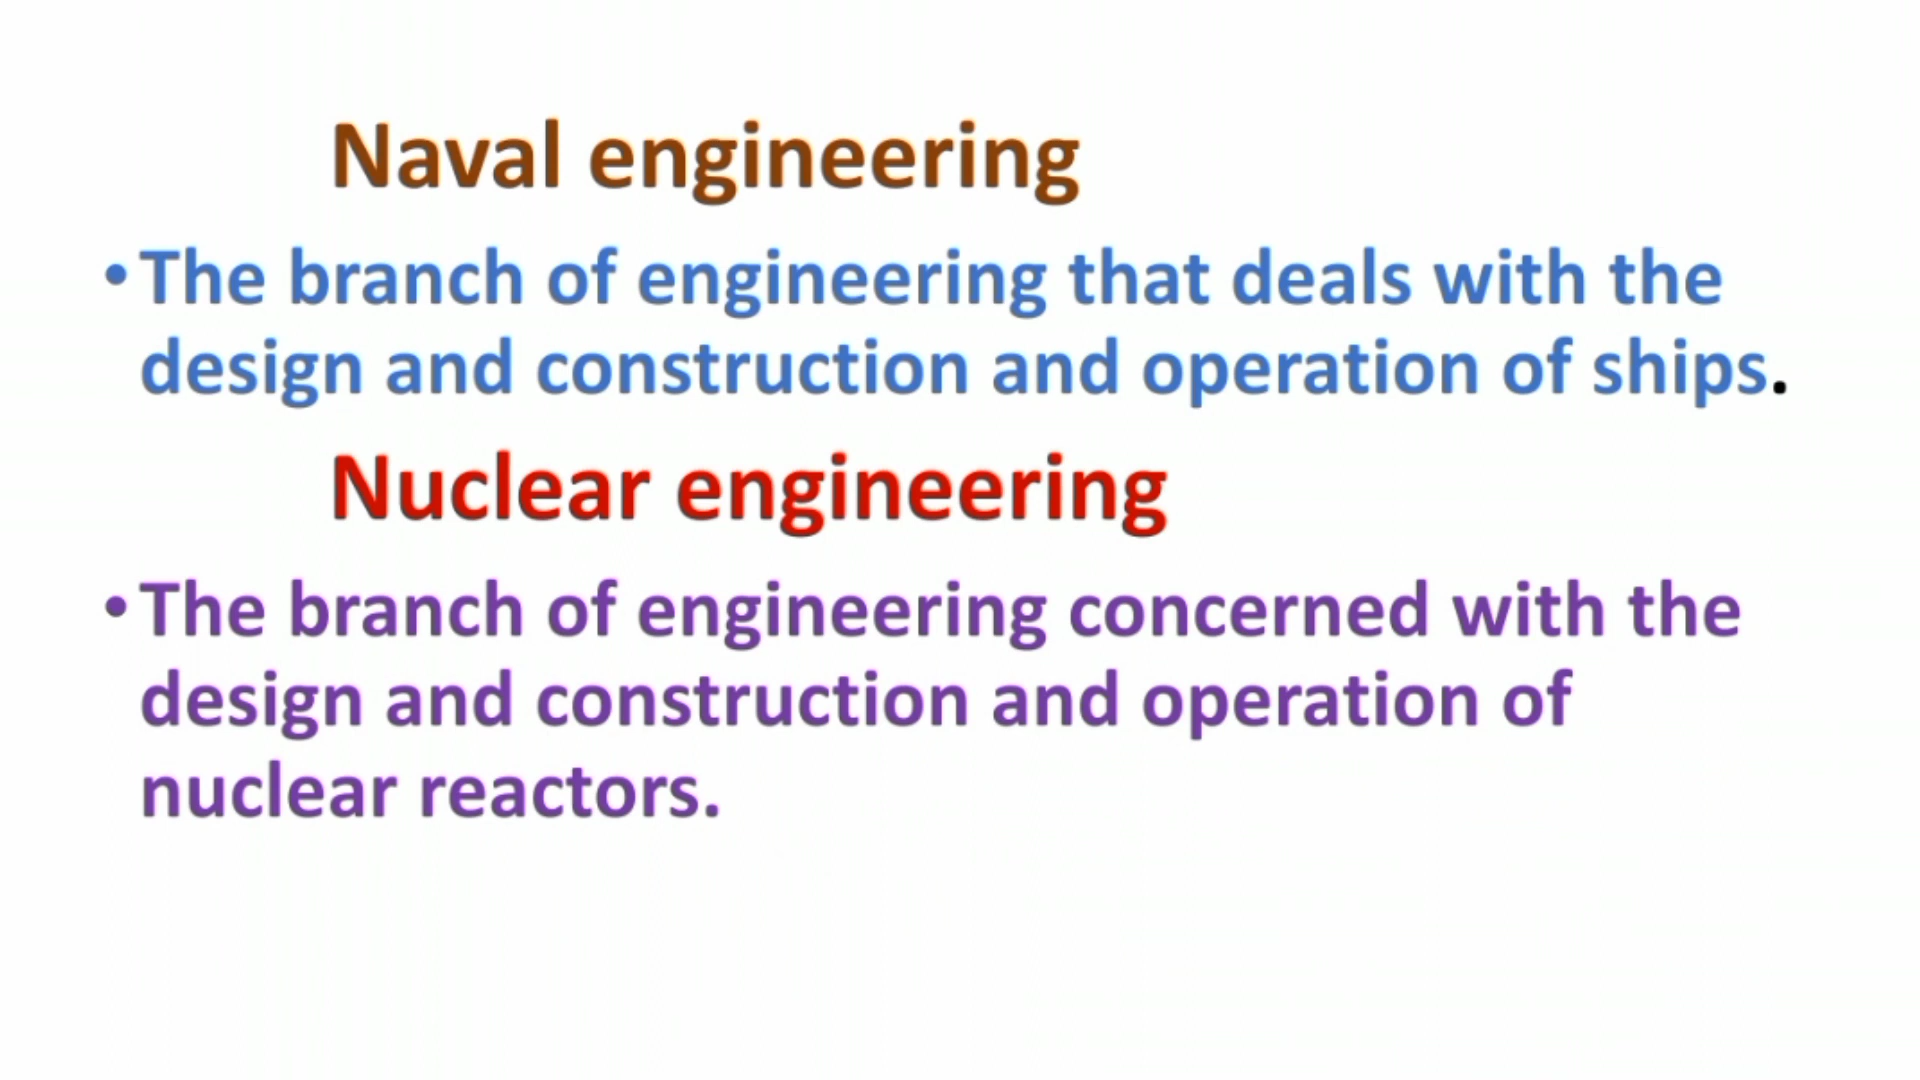 Naval engineering
• The branch of engineering that deals with the
design and construction and operation of ships.
Nuclear engineering
• The branch of engineering concerned with the
design and construction and operation of
nuclear reactors.